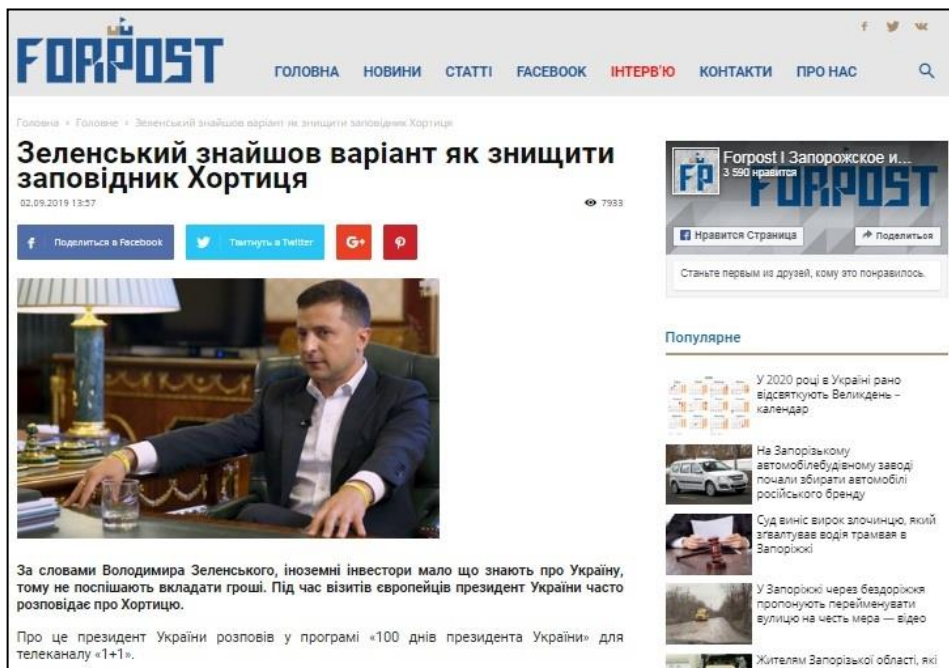 FORPOST
ГОЛОВНА НОВИНИ СТАТТІ FACEBOOK ІНТЕРВ'Ю КОНТАКТИ ПРО НАС
Головна Головне Зеленський знайшов варіант як знищити заповідник Хортиця
Зеленський знайшов варіант як знищити
заповідник Хортиця
02.09.2019 13:57
7933
Поделиться в Facebook
Твитнуть в Twitter
G+
За словами Володимира Зеленського, іноземні інвестори мало що знають про Україну,
тому не поспішають вкладати гроші. Під час візитів європейців президент України часто
розповідає про Хортицю.
Про це президент України розповів у програмі «100 днів президента України» для
телеканалу «1+1».
FP
Forpost I Запорожское и...
3 590 нравится
FORPOST
Нравится Страница
Поделиться
Станьте первым из друзей, кому это понравилось.
Популярне
У 2020 році в Україні рано
відсвяткують Великдень –
календар
На Запорізькому
автомобілебудівному заводі
почали збирати автомобілі
російського бренду
Суд виніс вирок злочинцю, який
зґвалтував водія трамвая в
Запоріжжі
У Запоріжжі через бездоріжжя
пропонують перейменувати
вулицю на честь мера — відео
Жителям Запорізької області, які